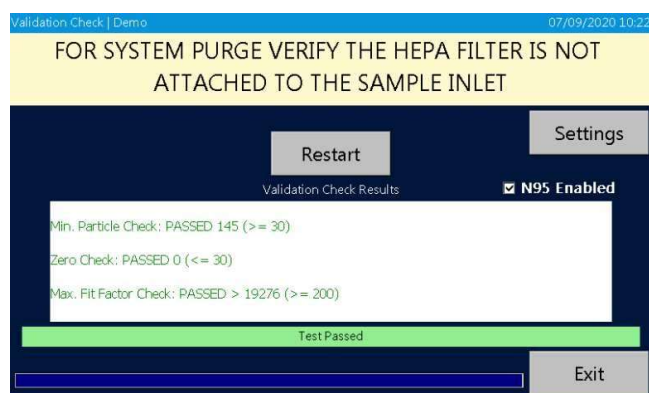 Validation Check | Demo 07/09/2020 10:22
FOR SYSTEM PURGE VERIFY THE HEPA FILTER IS NOT
ATTACHED TO THE SAMPLE INLET
Settings
Restart
Validation Check Results
N95 Enabled
Min. Particle Check: PASSED 145 (>= 30)
Zero Check: PASSED 0 (<= 30)
Max. Fit Factor Check: PASSED > 19276 (>= 200)
Test Passed
Exit